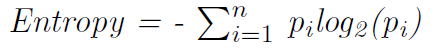 Entropy = - ∑ⁿᵢ₌₁ pᵢlog₂(pᵢ)